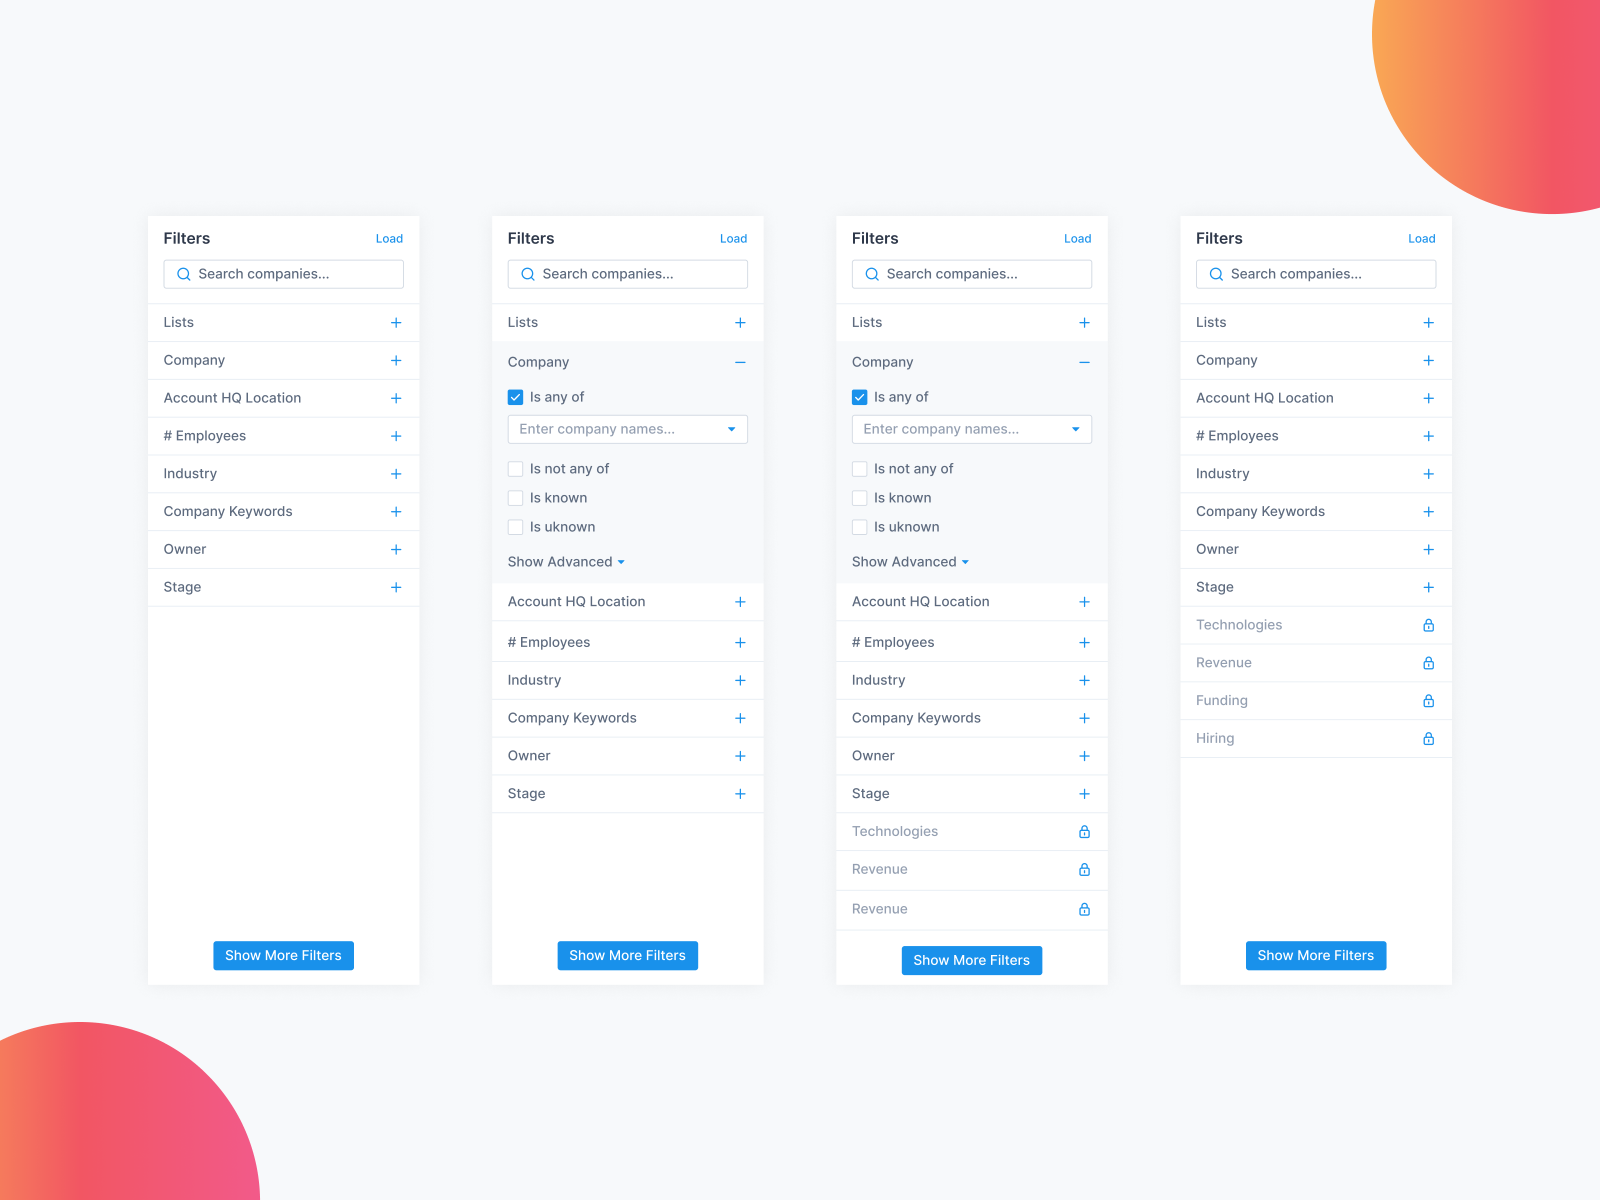 Filters
Load
Search companies...
Lists
Company
Account HQ Location
# Employees
Industry
Company Keywords
Owner
Stage
Show More Filters
Filters
Load
Search companies...
Lists
Company
Is any of
Enter company names...
Is not any of
Is known
Is uknown
Show Advanced
Account HQ Location
# Employees
Industry
Company Keywords
Owner
Stage
Show More Filters
Filters
Load
Search companies...
Lists
Company
Is any of
Enter company names...
Is not any of
Is known
Is uknown
Show Advanced
Account HQ Location
# Employees
Industry
Company Keywords
Owner
Stage
Technologies
Revenue
Revenue
Show More Filters
Filters
Load
Search companies...
Lists
Company
Account HQ Location
# Employees
Industry
Company Keywords
Owner
Stage
Technologies
Revenue
Funding
Hiring
Show More Filters